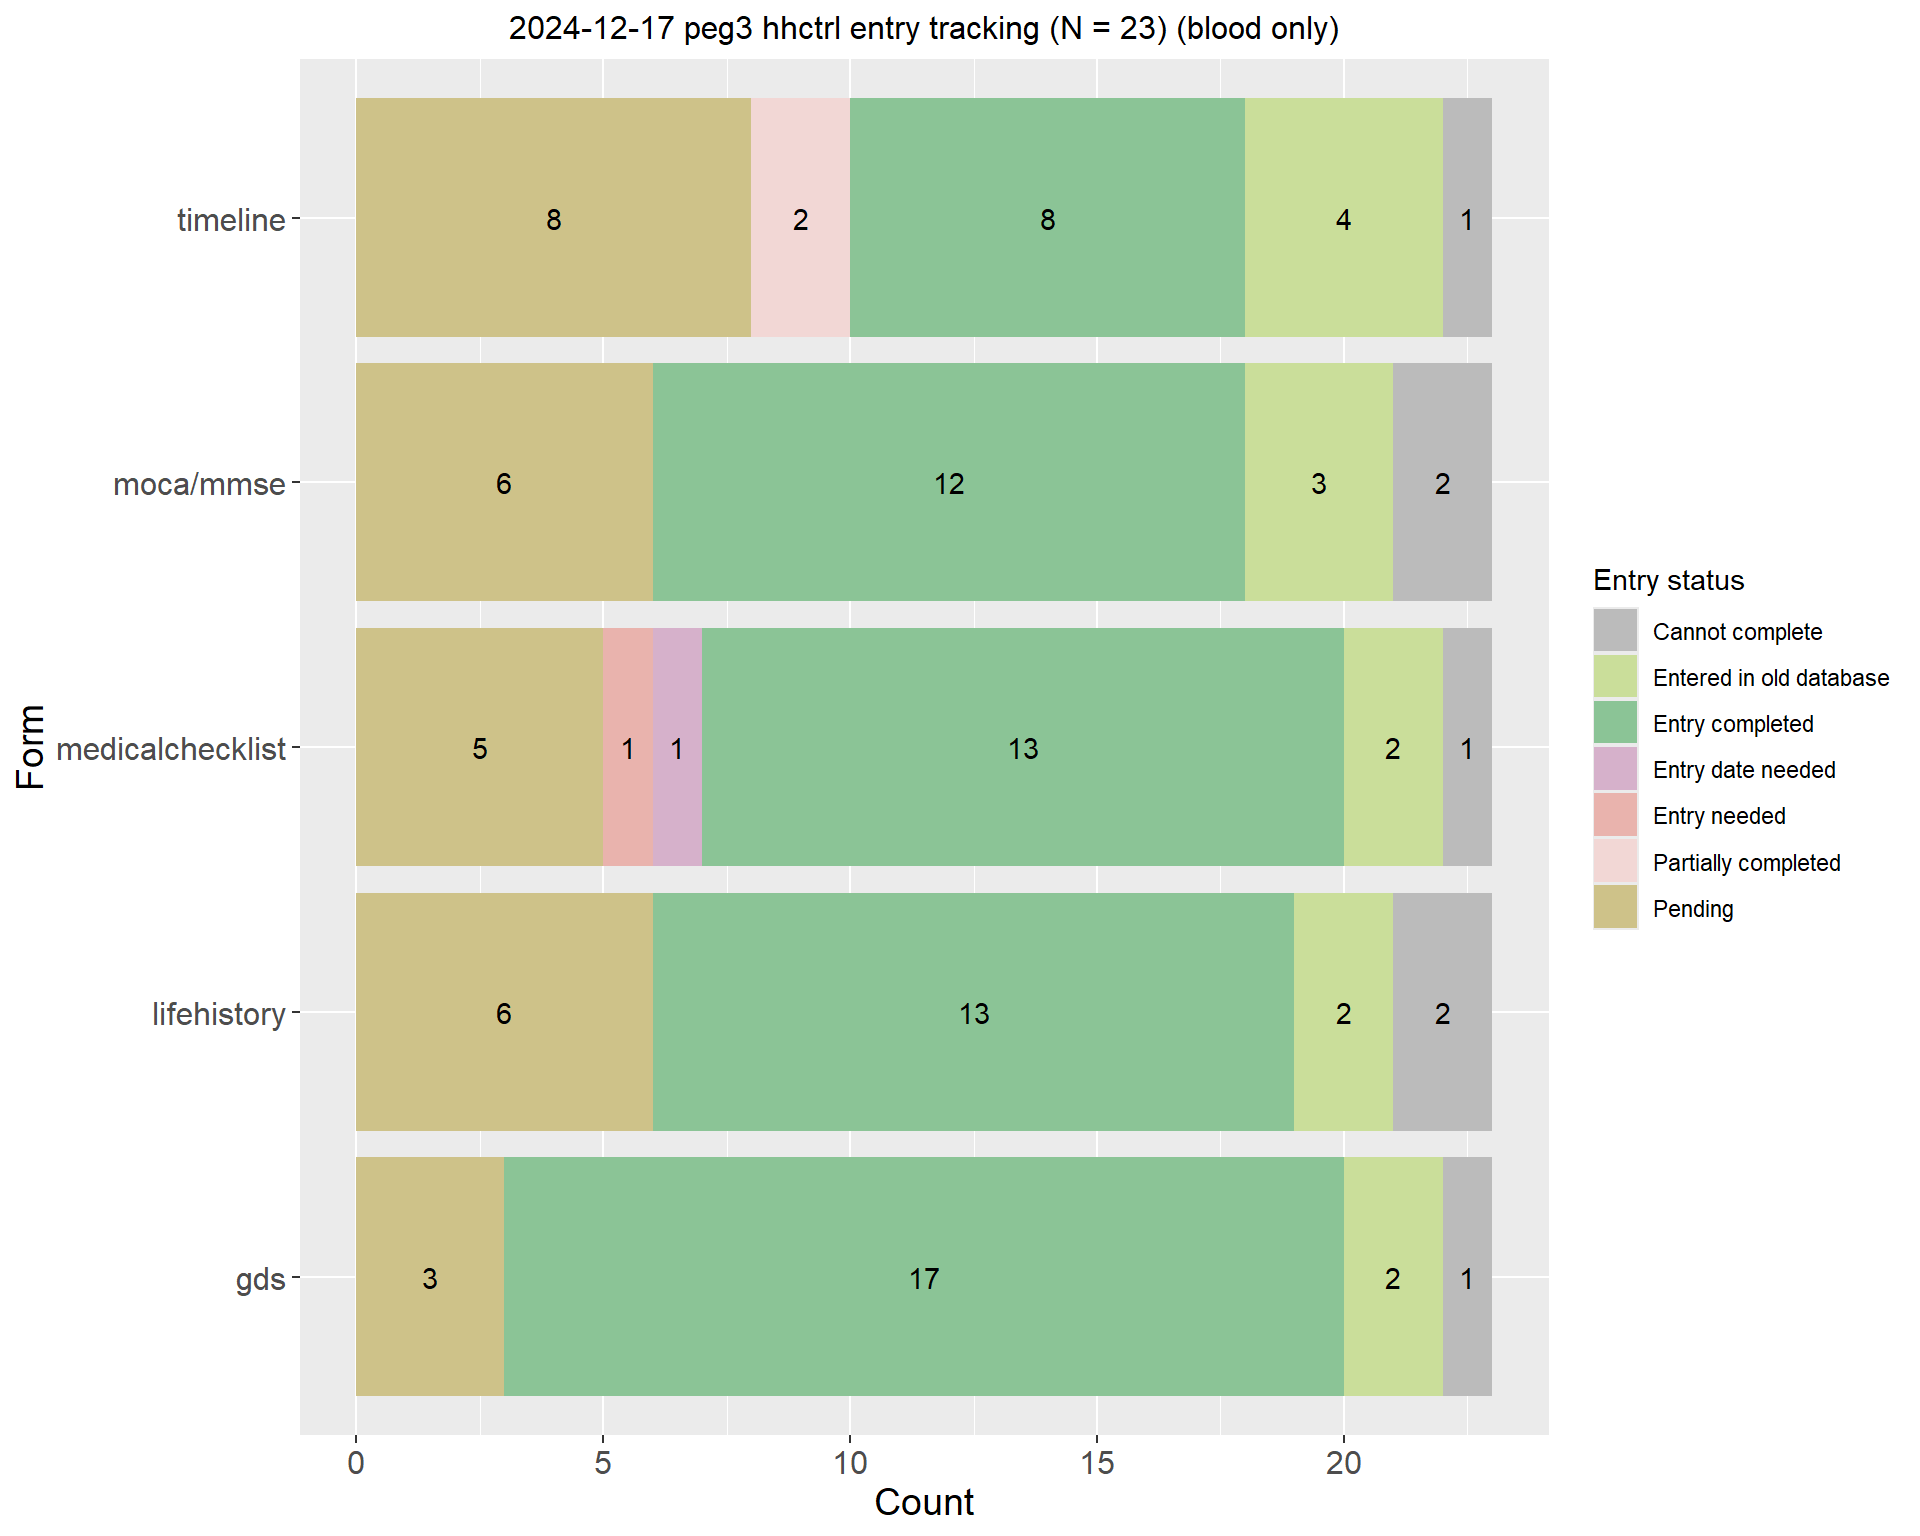 2024-12-17 peg3 hhctrl entry tracking (N = 23) (blood only)
Form
timeline
8 2 8 4 1
moca/mmse
6 12 3 2
medicalchecklist
5 1 1 13 2 1
lifehistory
6 13 2 2
gds
3 17 2 1
0 5 10 15 20
Count
Entry status
Cannot complete
Entered in old database
Entry completed
Entry date needed
Entry needed
Partially completed
Pending